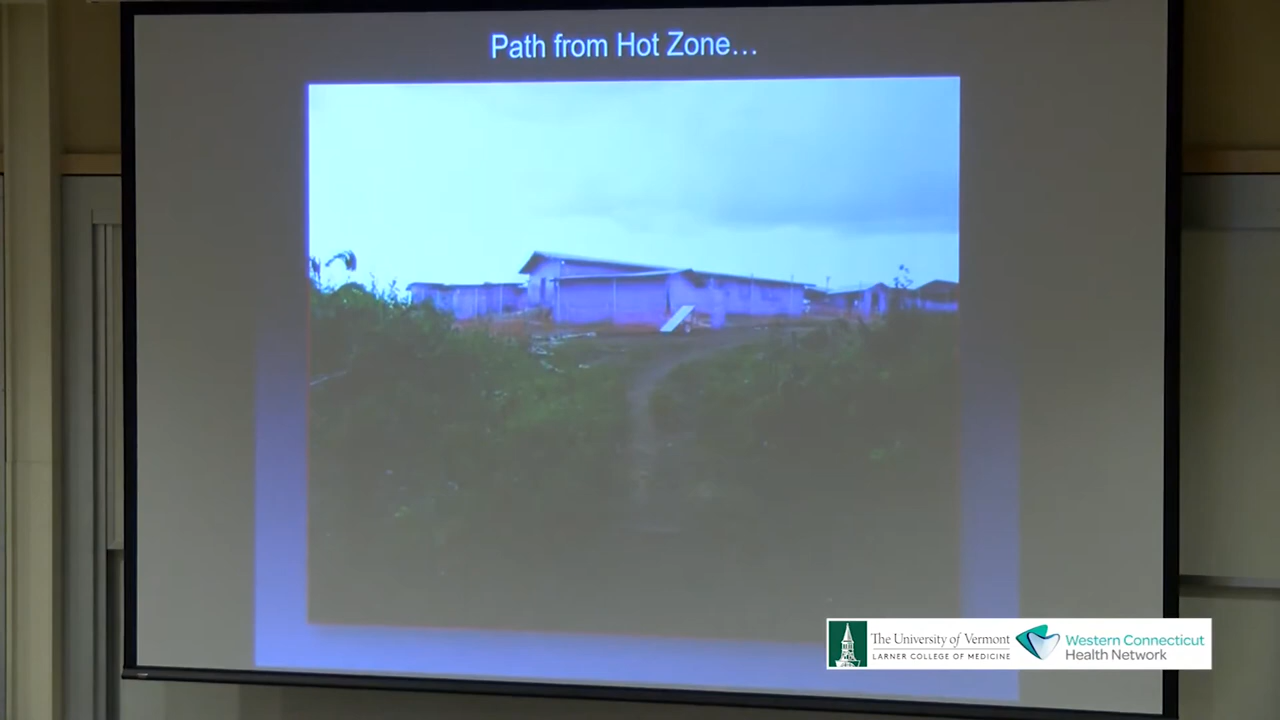 Path from Hot Zone…
The University of Vermont
LARNER COLLEGE OF MEDICINE
Western Connecticut
Health Network